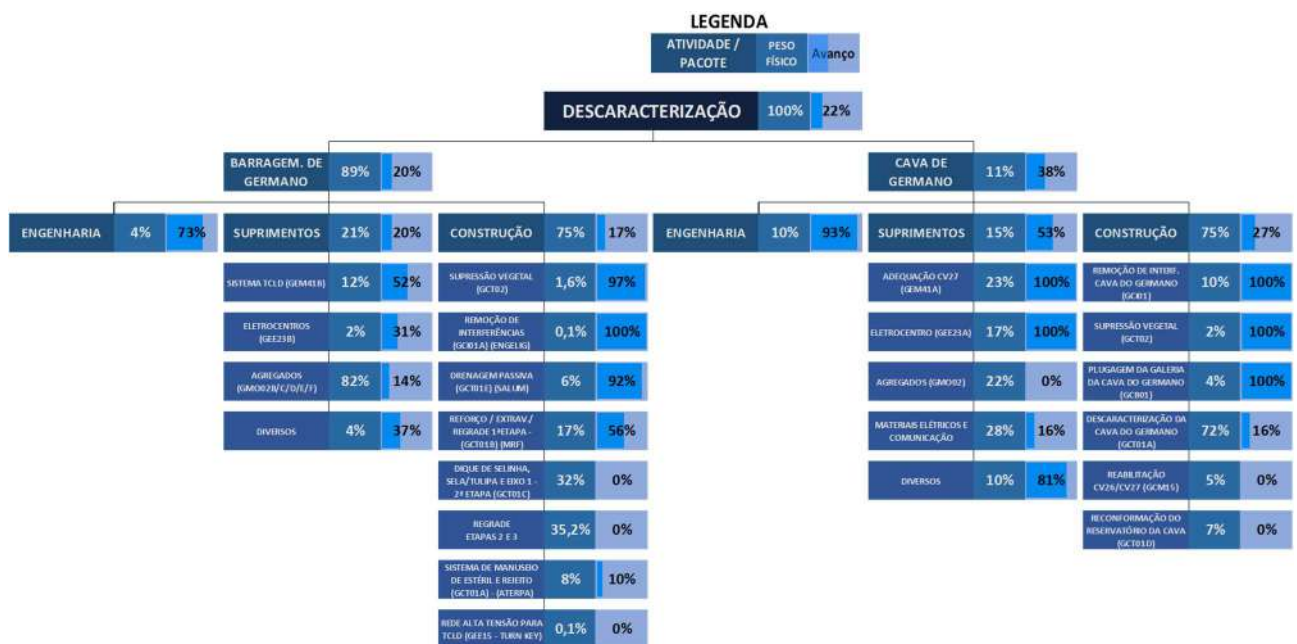 LEGENDA
ATIVIDADE /
PACOTE
PESO
FÍSICO
Avanço
DESCARACTERIZAÇÃO 100% 22%
BARRAGEM. DE
GERMANO
89% 20%
CAVA DE
GERMANO
11% 38%
ENGENHARIA 4% 73%
SUPRIMENTOS 21% 20%
CONSTRUÇÃO 75% 17%
ENGENHARIA 10% 93%
SUPRIMENTOS 15% 53%
CONSTRUÇÃO 75% 27%
SISTEMA TCLD (GEM41B) 12% 52%
ELETROCENTROS
(GEE23B)
2% 31%
AGREGADOS
(GMO02B/C/D/E/F)
82% 14%
DIVERSOS 4% 37%
SUPRESSÃO VEGETAL
(GCT02)
1,6% 97%
REMOÇÃO DE
INTERFERÊNCIAS
(GCI01A) (ENGELIG)
0,1% 100%
DRENAGEM PASSIVA
(GCT01E) (SALUM)
6% 92%
REFORÇO / EXTRAV./
REGRADE 1ªETAPA -
(GCT01B) (MRF)
17% 56%
DIQUE DE SELINHA,
SELA/TULIPA E EIXO 1 -
2ª ETAPA (GCT01C)
32% 0%
REGRADE
ETAPAS 2 E 3
35,2% 0%
SISTEMA DE MANUSEIO
DE ESTÉRIL E REJEITO
(GCT01A) - (ATERPA)
8% 10%
REDE ALTA TENSÃO PARA
TCLD (GEE15 - TURN KEY)
0,1% 0%
ADEQUAÇÃO CV27
(GEM41A)
23% 100%
ELETROCENTRO (GEE23A) 17% 100%
AGREGADOS (GMO02) 22% 0%
MATERIAIS ELÉTRICOS E
COMUNICAÇÃO
28% 16%
DIVERSOS 10% 81%
REMOÇÃO DE INTERF.
CAVA DO GERMANO
(GCI01)
10% 100%
SUPRESSÃO VEGETAL
(GCT02)
2% 100%
PLUGAGEM DA GALERIA
DA CAVA DO GERMANO
(GCB01)
4% 100%
DESCARACTERIZAÇÃO DA
CAVA DO GERMANO
(GCT01A)
72% 16%
REABILITAÇÃO
CV26/CV27 (GCM15)
5% 0%
RECONFORMAÇÃO DO
RESERVATÓRIO DA CAVA
(GCT01D)
7% 0%